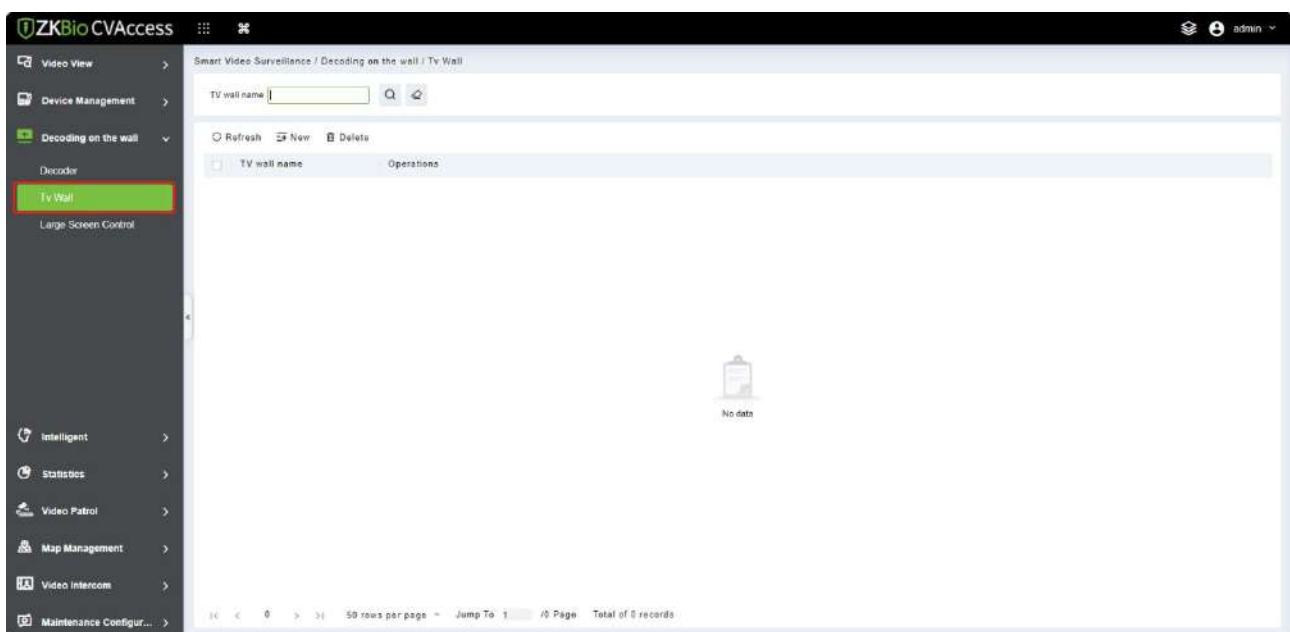 ZKBio CVAccess
admin
Video View
Device Management
Decoding on the wall
Decoder
Tv Wall
Large Screen Control
Intelligent
Statistics
Video Patrol
Map Management
Video Intercom
Maintenance Configur...
Smart Video Surveillance / Decoding on the wall / Tv Wall
TV wall name
Refresh New Delete
TV wall name Operations
No data
0 50 rows per page Jump To 1 /0 Page Total of 0 records